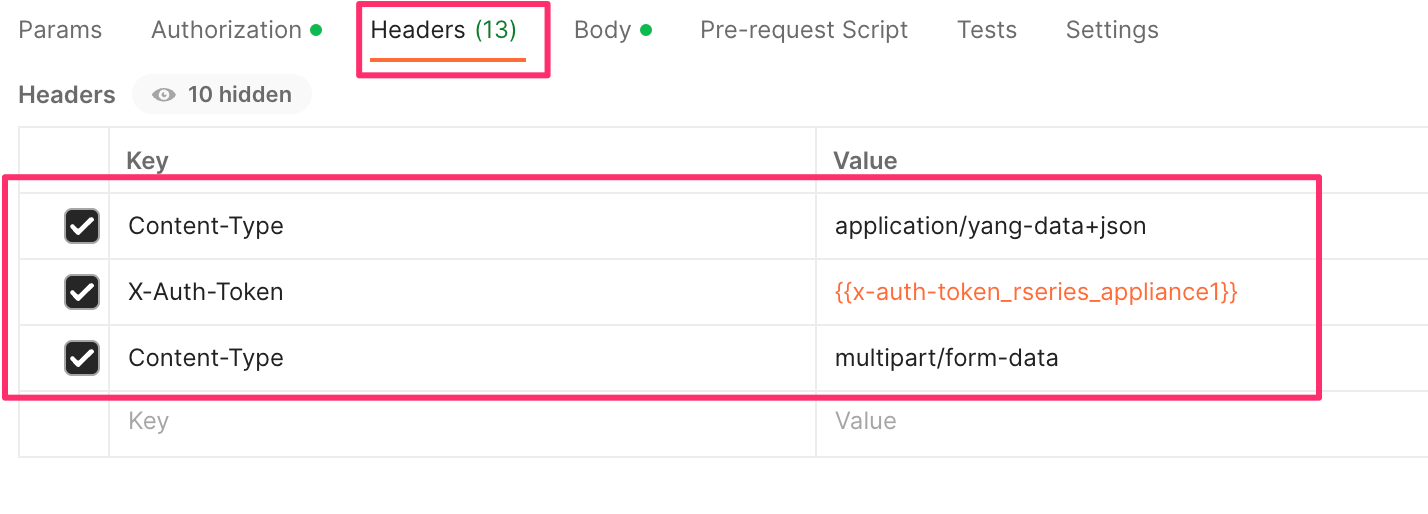 Params Authorization Headers (13) Body Pre-request Script Tests Settings
Headers 10 hidden
Key Value
Content-Type application/yang-data+json
X-Auth-Token {{x-auth-token_rseries_appliance1}}
Content-Type multipart/form-data
Key Value